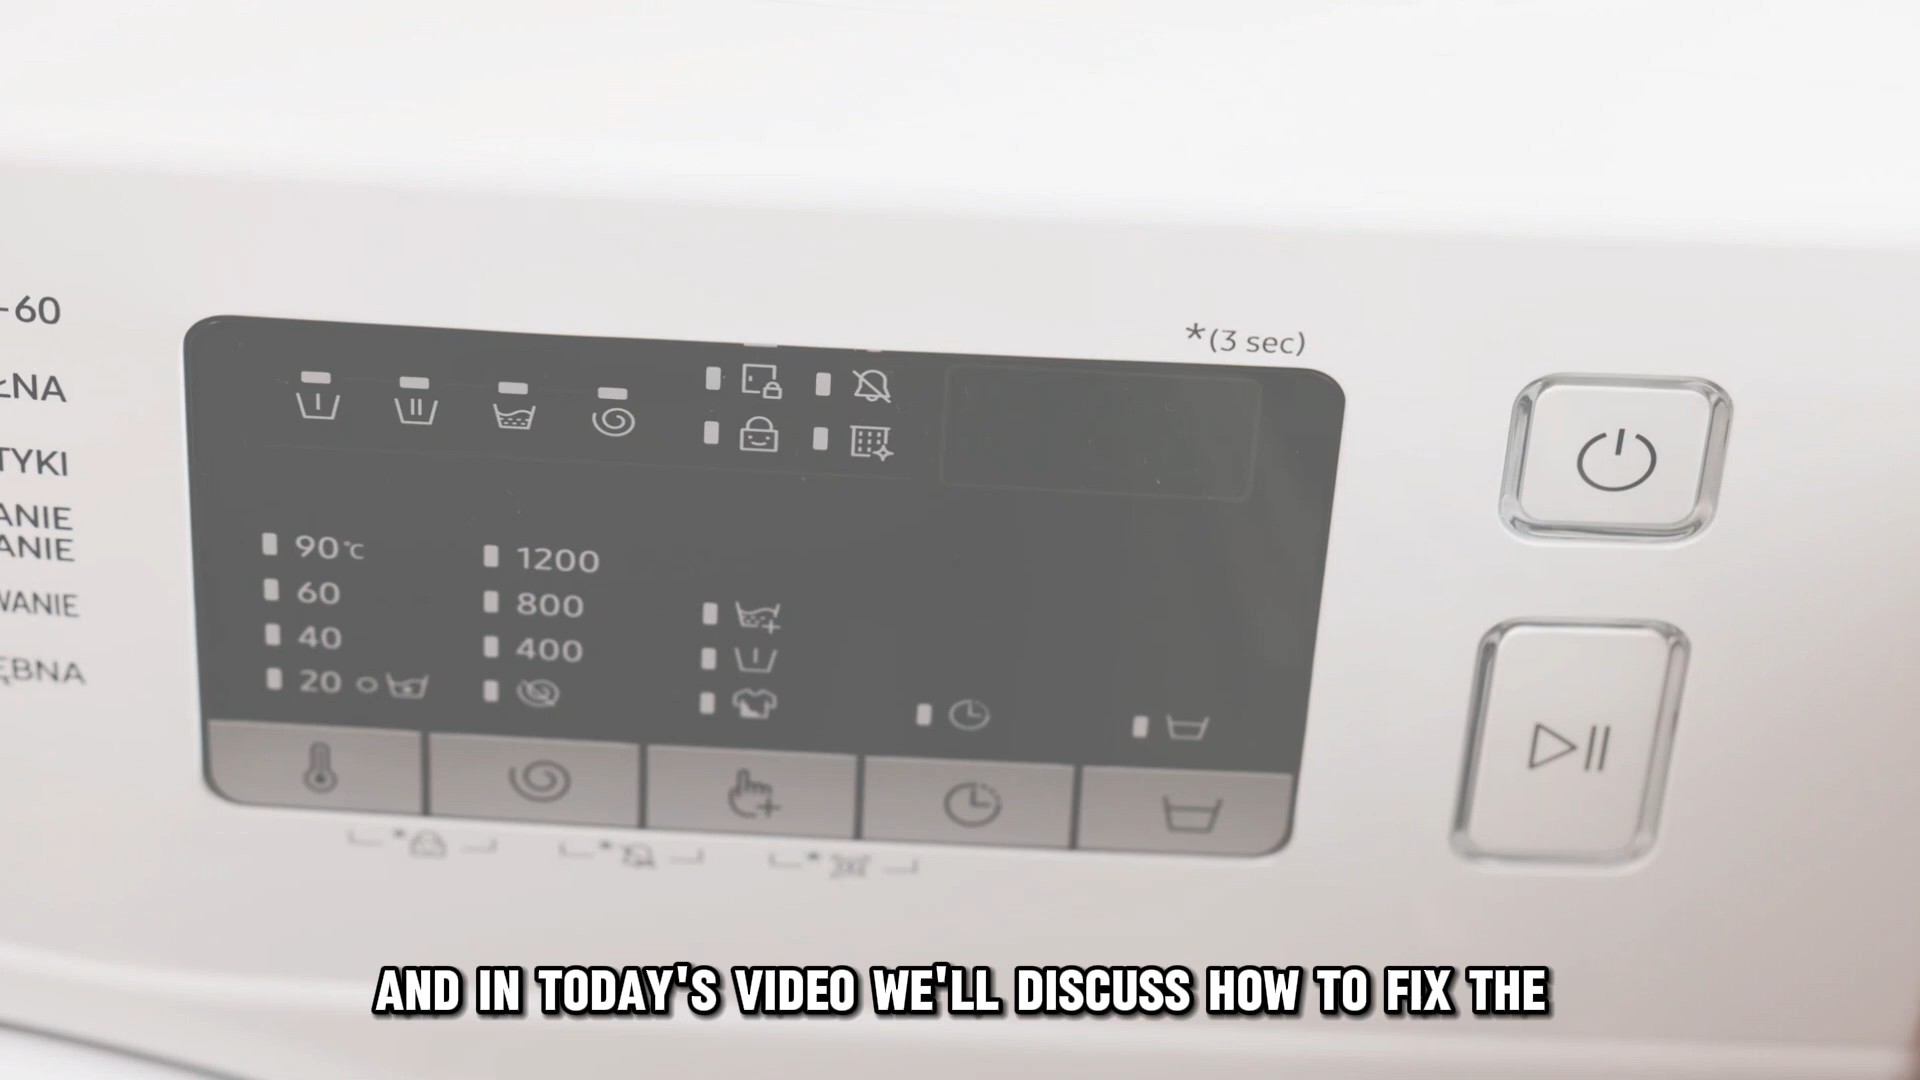 -60
ŁNA
TYKI
ANIE
ANIE
WANIE
ĘBNA
*(3 sec)
90°C
60
40
20
1200
800
400
AND IN TODAY'S VIDEO WE'LL DISCUSS HOW TO FIX THE